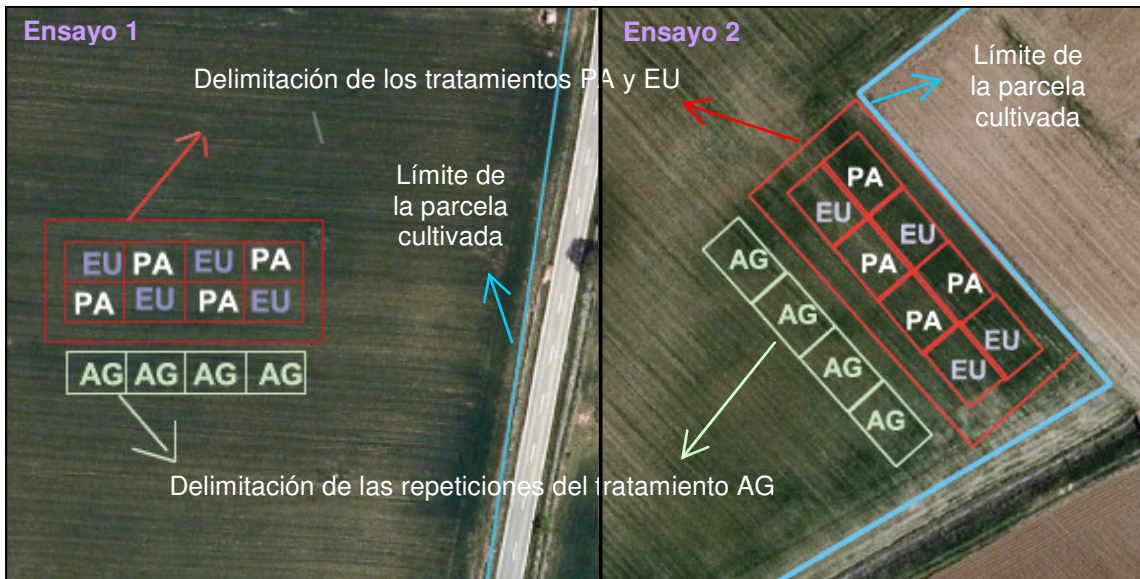 Ensayo 1
Ensayo 2
Delimitación de los tratamientos PA y EU
Límite de
la parcela
cultivada
Límite de
la parcela
cultivada
EU PA EU PA
PA EU PA EU
AG AG AG AG
PA
EU
EU
PA
PA
PA
EU
EU
AG
AG
AG
AG
Delimitación de las repeticiones del tratamiento AG